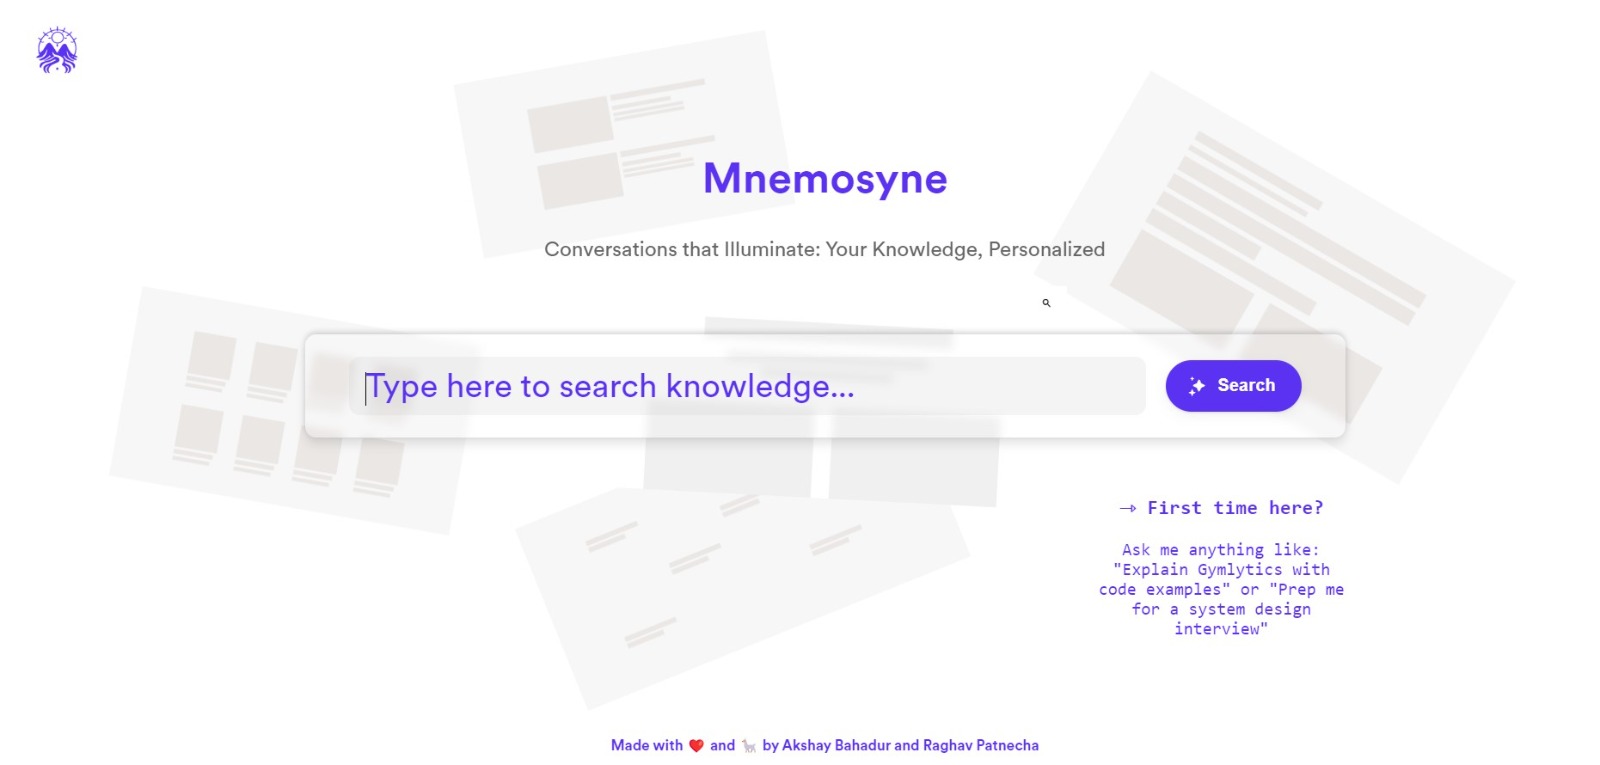 Mnemosyne
Conversations that Illuminate: Your Knowledge, Personalized
Type here to search knowledge...
Search
→ First time here?
Ask me anything like:
"Explain Gymlytics with
code examples" or "Prep me
for a system design
interview"
Made with ❤️ and 🐐 by Akshay Bahadur and Raghav Patnecha